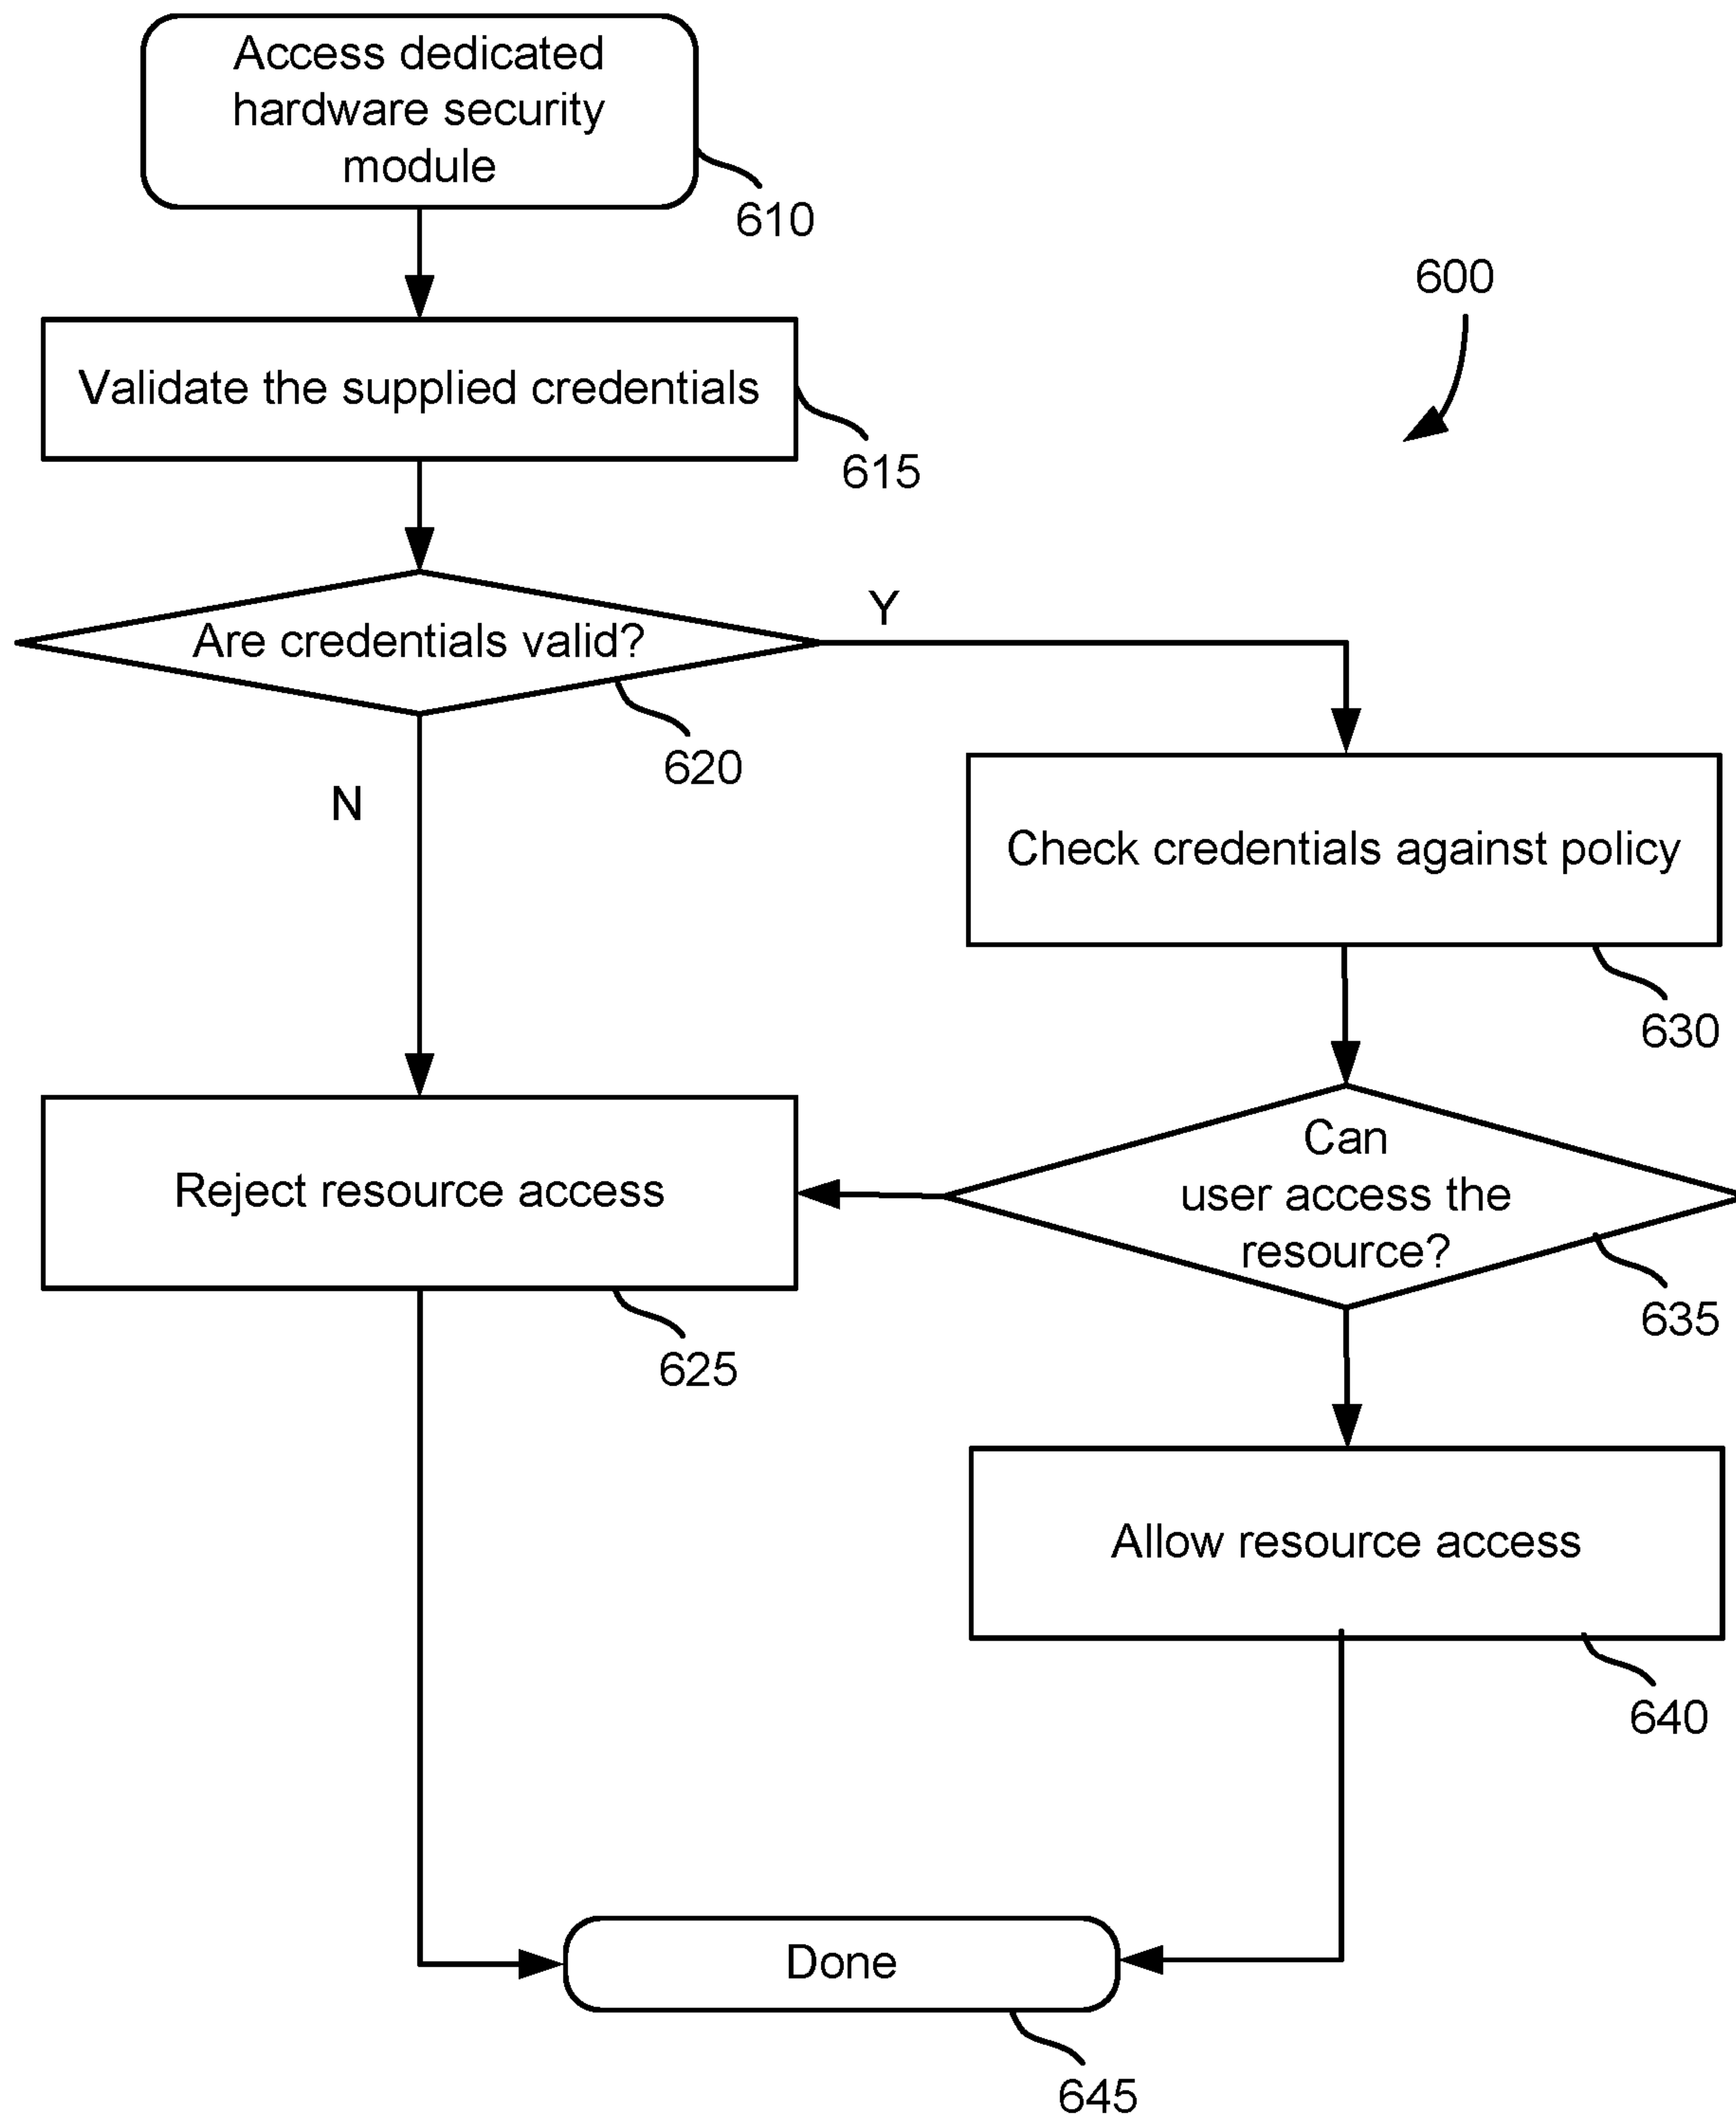 Access dedicated
hardware security
module
610
600
Validate the supplied credentials
615
Are credentials valid?
Y
620
N
Check credentials against policy
630
Can
user access the
resource?
635
Reject resource access
625
Allow resource access
640
Done
645